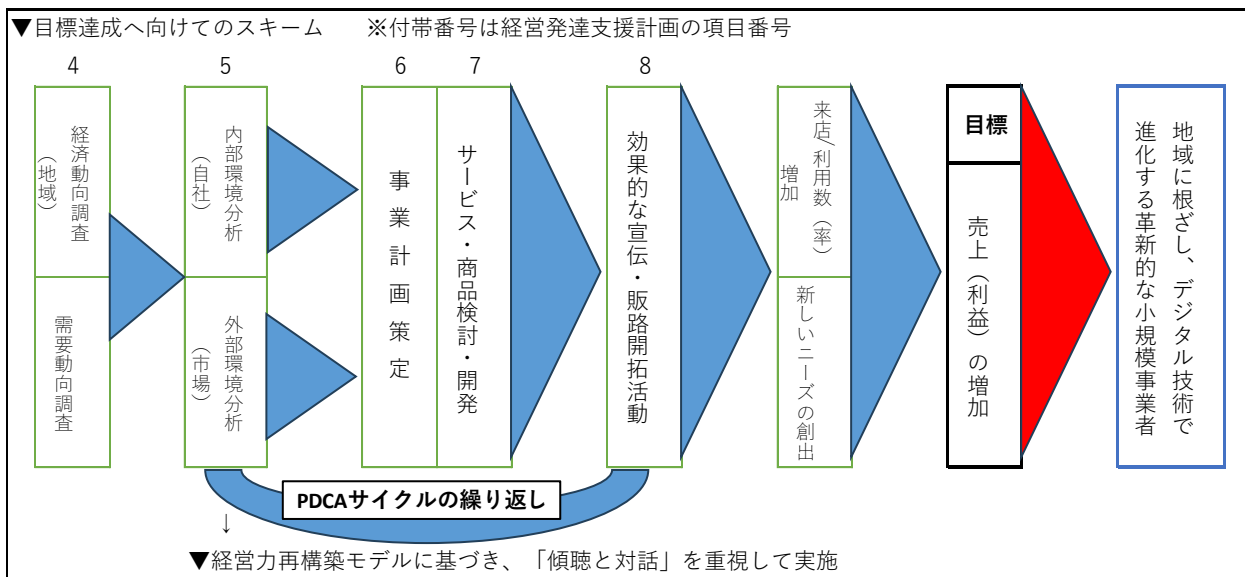 ▼目標達成へ向けてのスキーム　　※付帯番号は経営発達支援計画の項目番号
4
5
6
7
8
経済動向調査
（地域）
需要動向調査
内部環境分析
（自社）
外部環境分析
（市場）
事業計画策定
サービス・商品検討・開発
効果的な宣伝・販路開拓活動
来店/利用数（率）
増加
新しいニーズの創出
目標
売上（利益）の増加
地域に根ざし、デジタル技術で
進化する革新的な小規模事業者
PDCAサイクルの繰り返し
↓
▼経営力再構築モデルに基づき、「傾聴と対話」を重視して実施